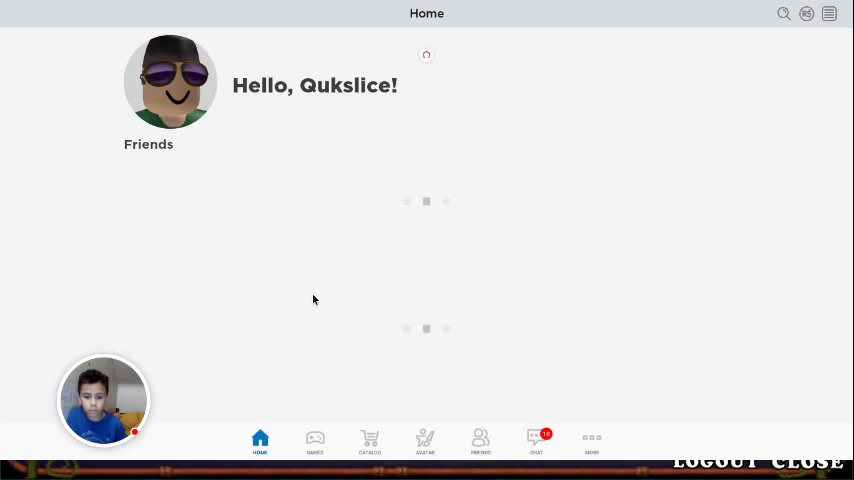 Home
R$
Hello, Qukslice!
Friends
18
HOME
GAMES
CATALOG
AVATAR
FRIENDS
CHAT
MORE
LOGOUT CLOSE